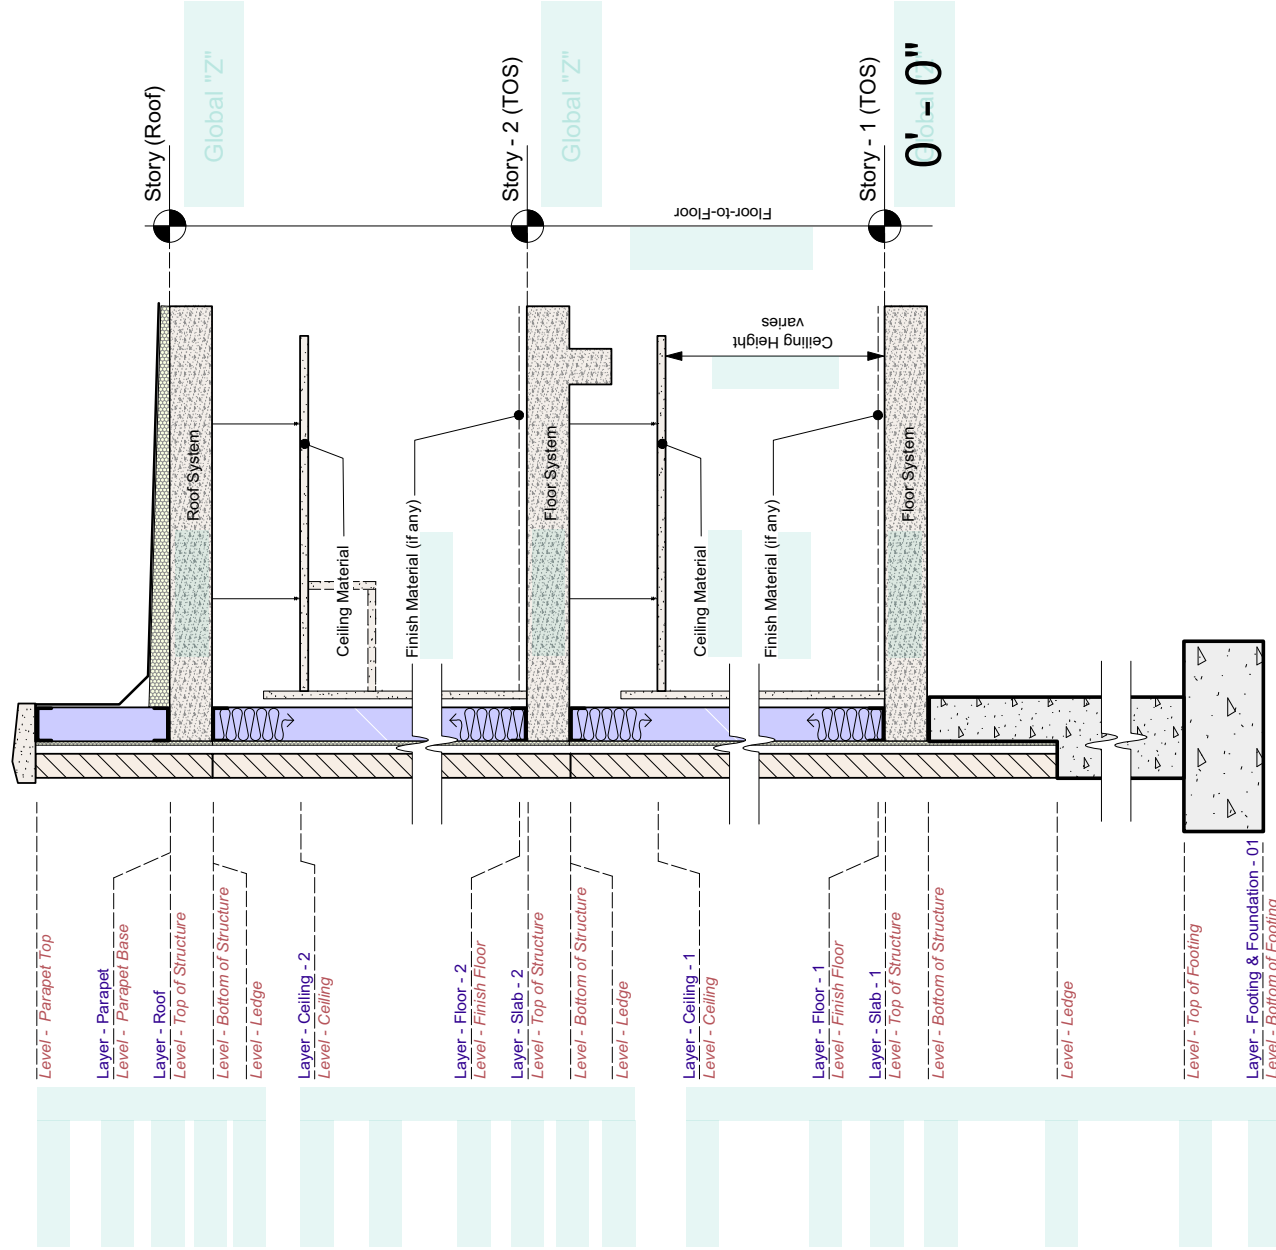 Story (Roof)
Global "Z"
Story - 2 (TOS)
Global "Z"
Story - 1 (TOS)
0' - 0"
Global "Z"
Floor-to-Floor
Ceiling Height
varies
Roof System
Ceiling Material
Finish Material (if any)
Floor System
Ceiling Material
Finish Material (if any)
Floor System
Level - Parapet Top
Layer - Parapet
Level - Parapet Base
Layer - Roof
Level - Top of Structure
Level - Bottom of Structure
Level - Ledge
Layer - Ceiling - 2
Level - Ceiling
Layer - Floor - 2
Level - Finish Floor
Layer - Slab - 2
Level - Top of Structure
Level - Bottom of Structure
Level - Ledge
Layer - Ceiling - 1
Level - Ceiling
Layer - Floor - 1
Level - Finish Floor
Layer - Slab - 1
Level - Top of Structure
Level - Bottom of Structure
Level - Ledge
Level - Top of Footing
Layer - Footing & Foundation - 01
Level - Bottom of Footing